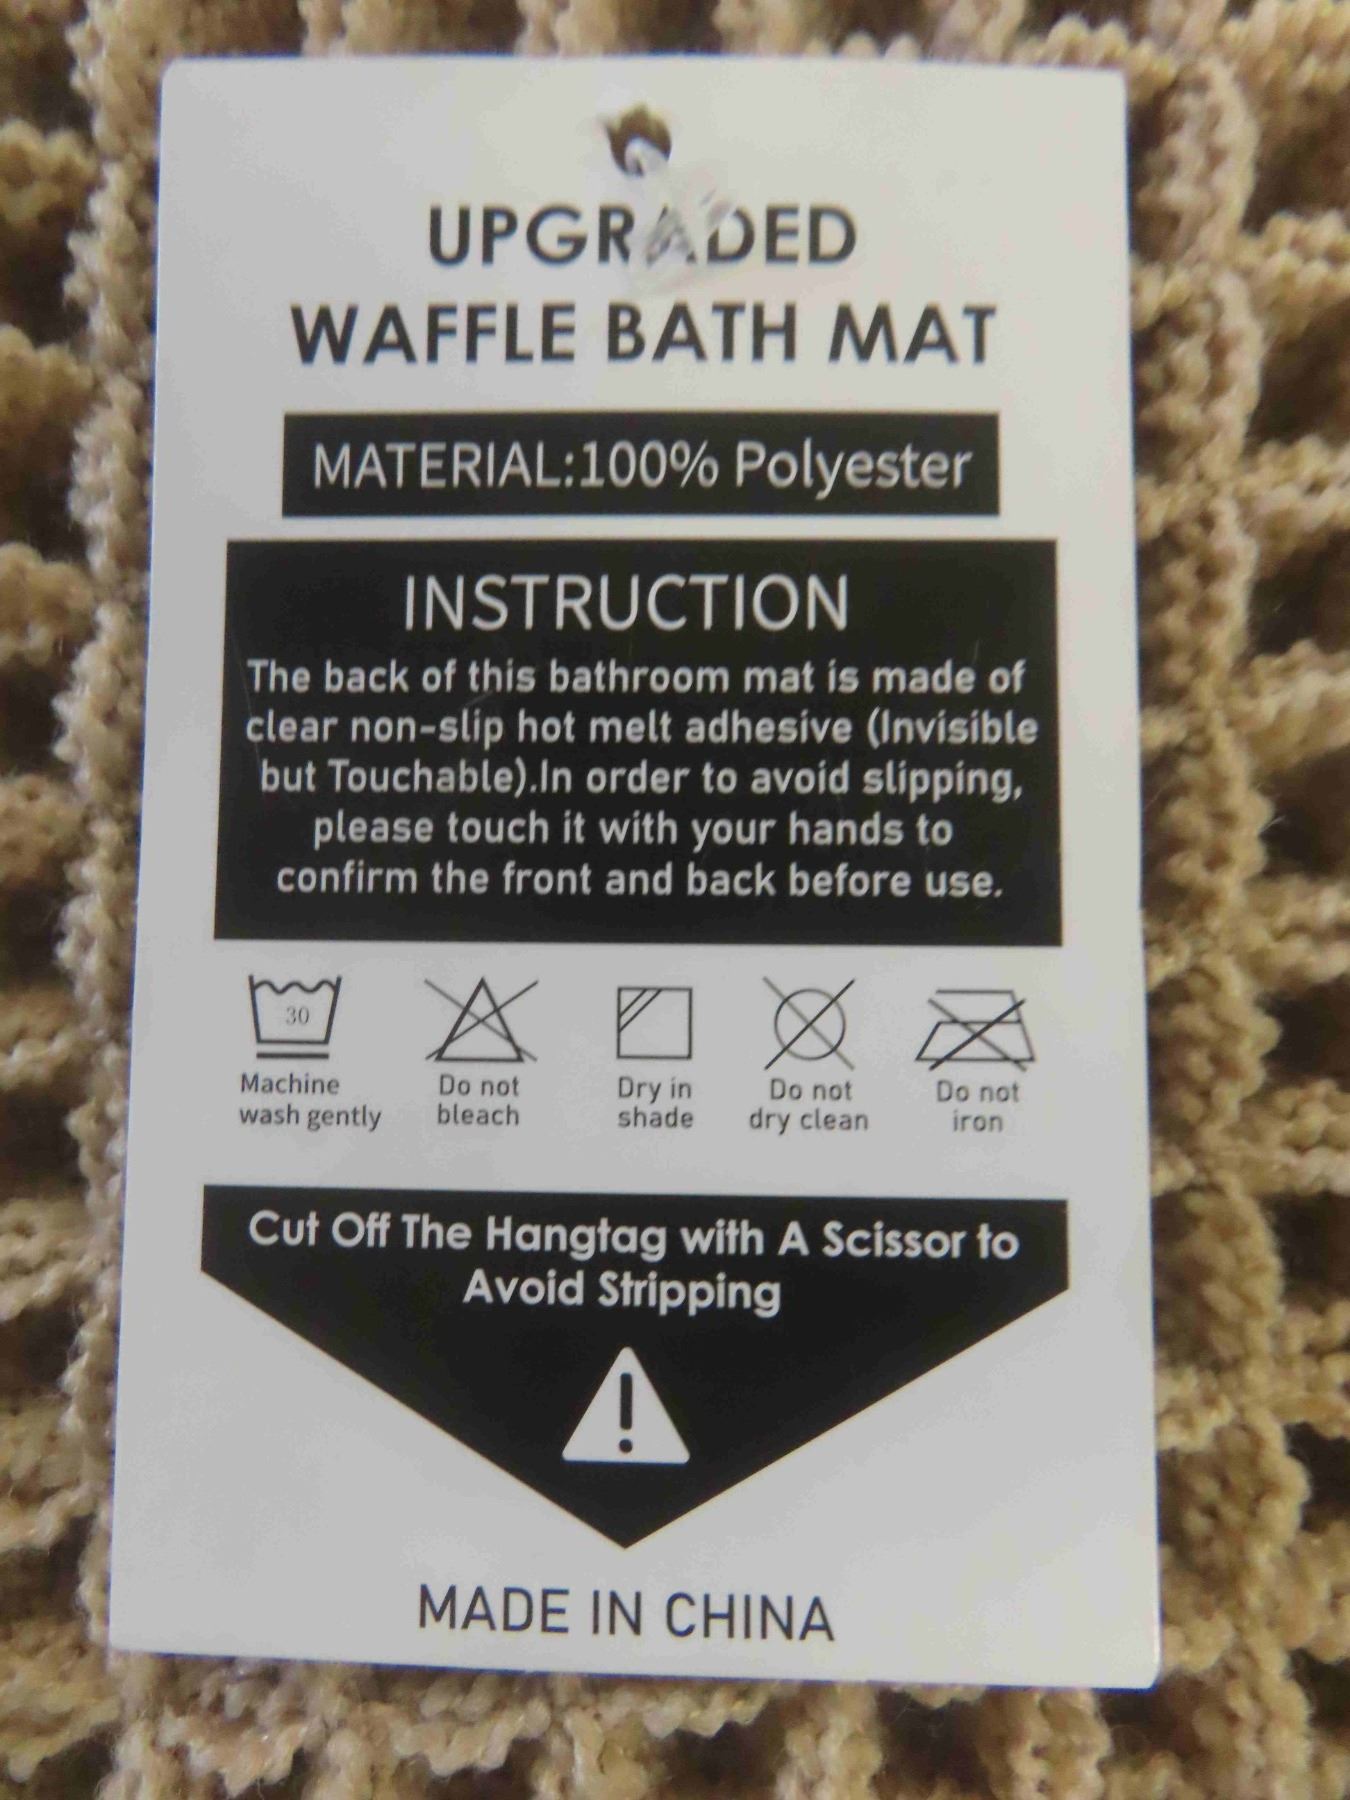 UPGRADED
WAFFLE BATH MAT
MATERIAL:100% Polyester
INSTRUCTION
The back of this bathroom mat is made of
clear non-slip hot melt adhesive (Invisible
but Touchable).In order to avoid slipping,
please touch it with your hands to
confirm the front and back before use.
30
Machine
wash gently
Do not
bleach
Dry in
shade
Do not
dry clean
Do not
iron
Cut Off The Hangtag with A Scissor to
Avoid Stripping
!
MADE IN CHINA